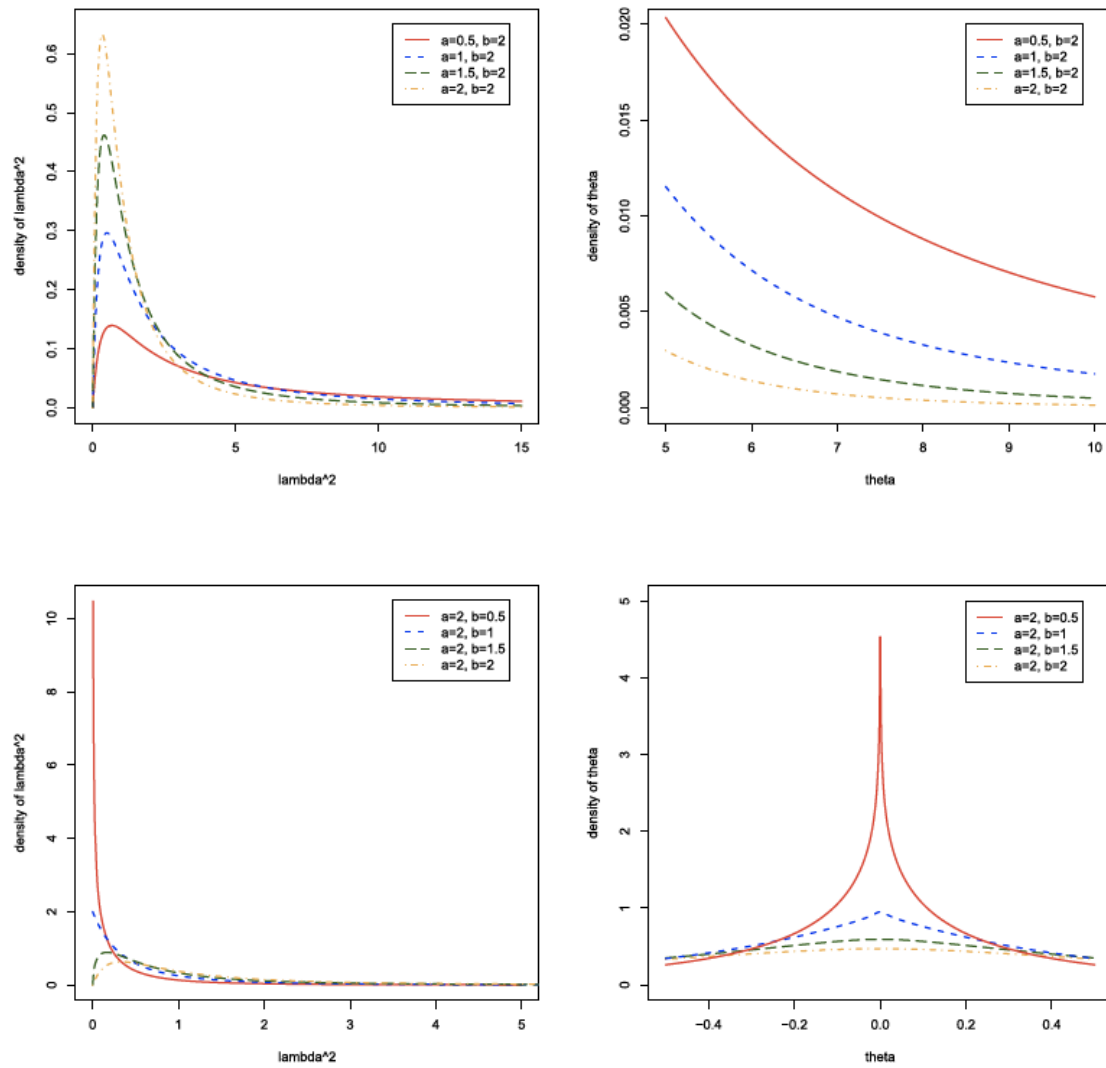 density of lambda^2
0.0
0.1
0.2
0.3
0.4
0.5
0.6
a=0.5, b=2
a=1, b=2
a=1.5, b=2
a=2, b=2
0
5
10
15
lambda^2
density of theta
0.000
0.005
0.010
0.015
0.020
a=0.5, b=2
a=1, b=2
a=1.5, b=2
a=2, b=2
5
6
7
8
9
10
theta
density of lambda^2
0
2
4
6
8
10
a=2, b=0.5
a=2, b=1
a=2, b=1.5
a=2, b=2
0
1
2
3
4
5
lambda^2
density of theta
0
1
2
3
4
5
a=2, b=0.5
a=2, b=1
a=2, b=1.5
a=2, b=2
−0.4
−0.2
0.0
0.2
0.4
theta